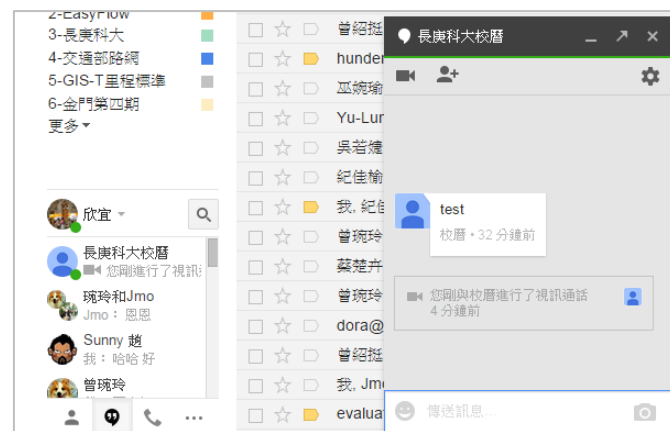 2-EasyFlow
3-長庚科大
4-交通部路網
5-GIS-T里程標準
6-金門第四期
更多
欣宜
長庚科大校曆
您剛進行了視訊
琬玲和Jmo
Jmo： 恩恩
Sunny 趙
我： 哈哈 好
曾琬玲
曾紹挺
hunder
巫婉瑜
Yu-Lun
吳若嬑
紀佳榆
我, 紀佳
曾琬玲
蔡楚卉
曾琬玲
dora@
曾紹挺
我, Jmo
evaluat
長庚科大校曆
test
校曆 • 32 分鐘前
您剛與校曆進行了視訊通話
4 分鐘前
傳送訊息...